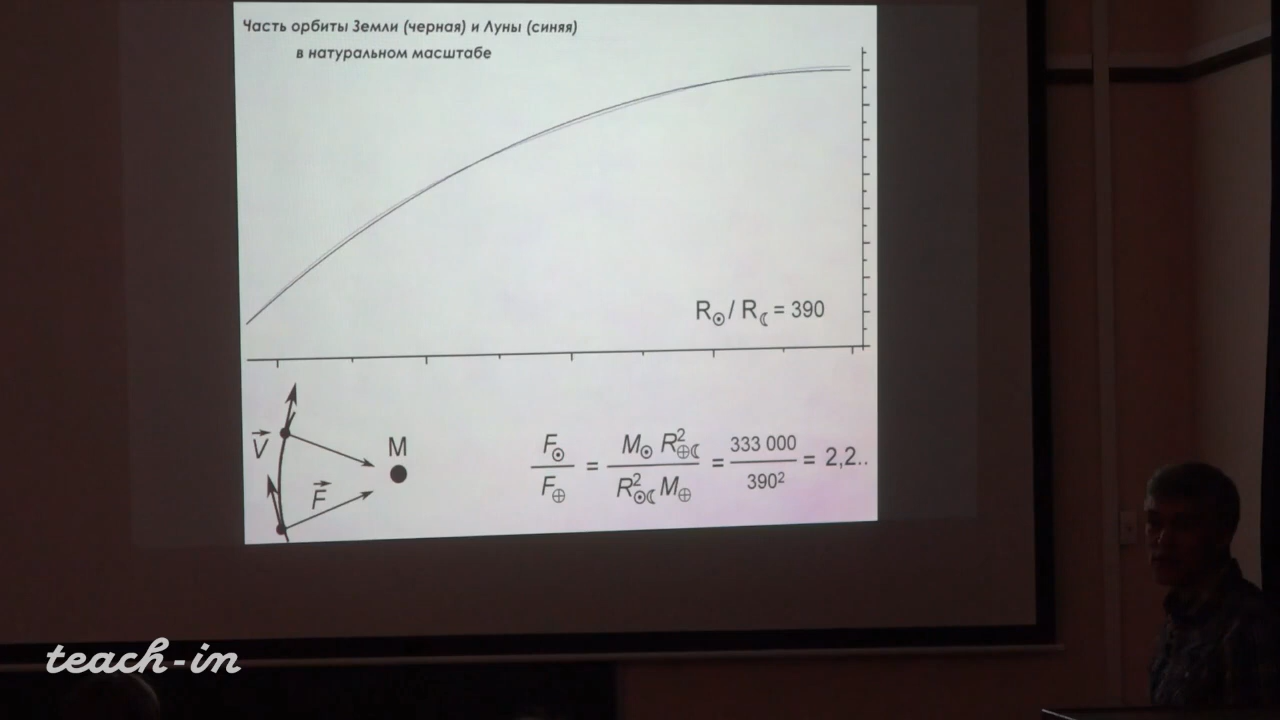 Часть орбиты Земли (черная) и Луны (синяя)
в натуральном масштабе
R☉ / R☾ = 390
V
M
F
F☉ / F⊕ = M☉ R²⊕☾ / R²☉☾ M⊕ = 333 000 / 390² = 2,2..
teach-in